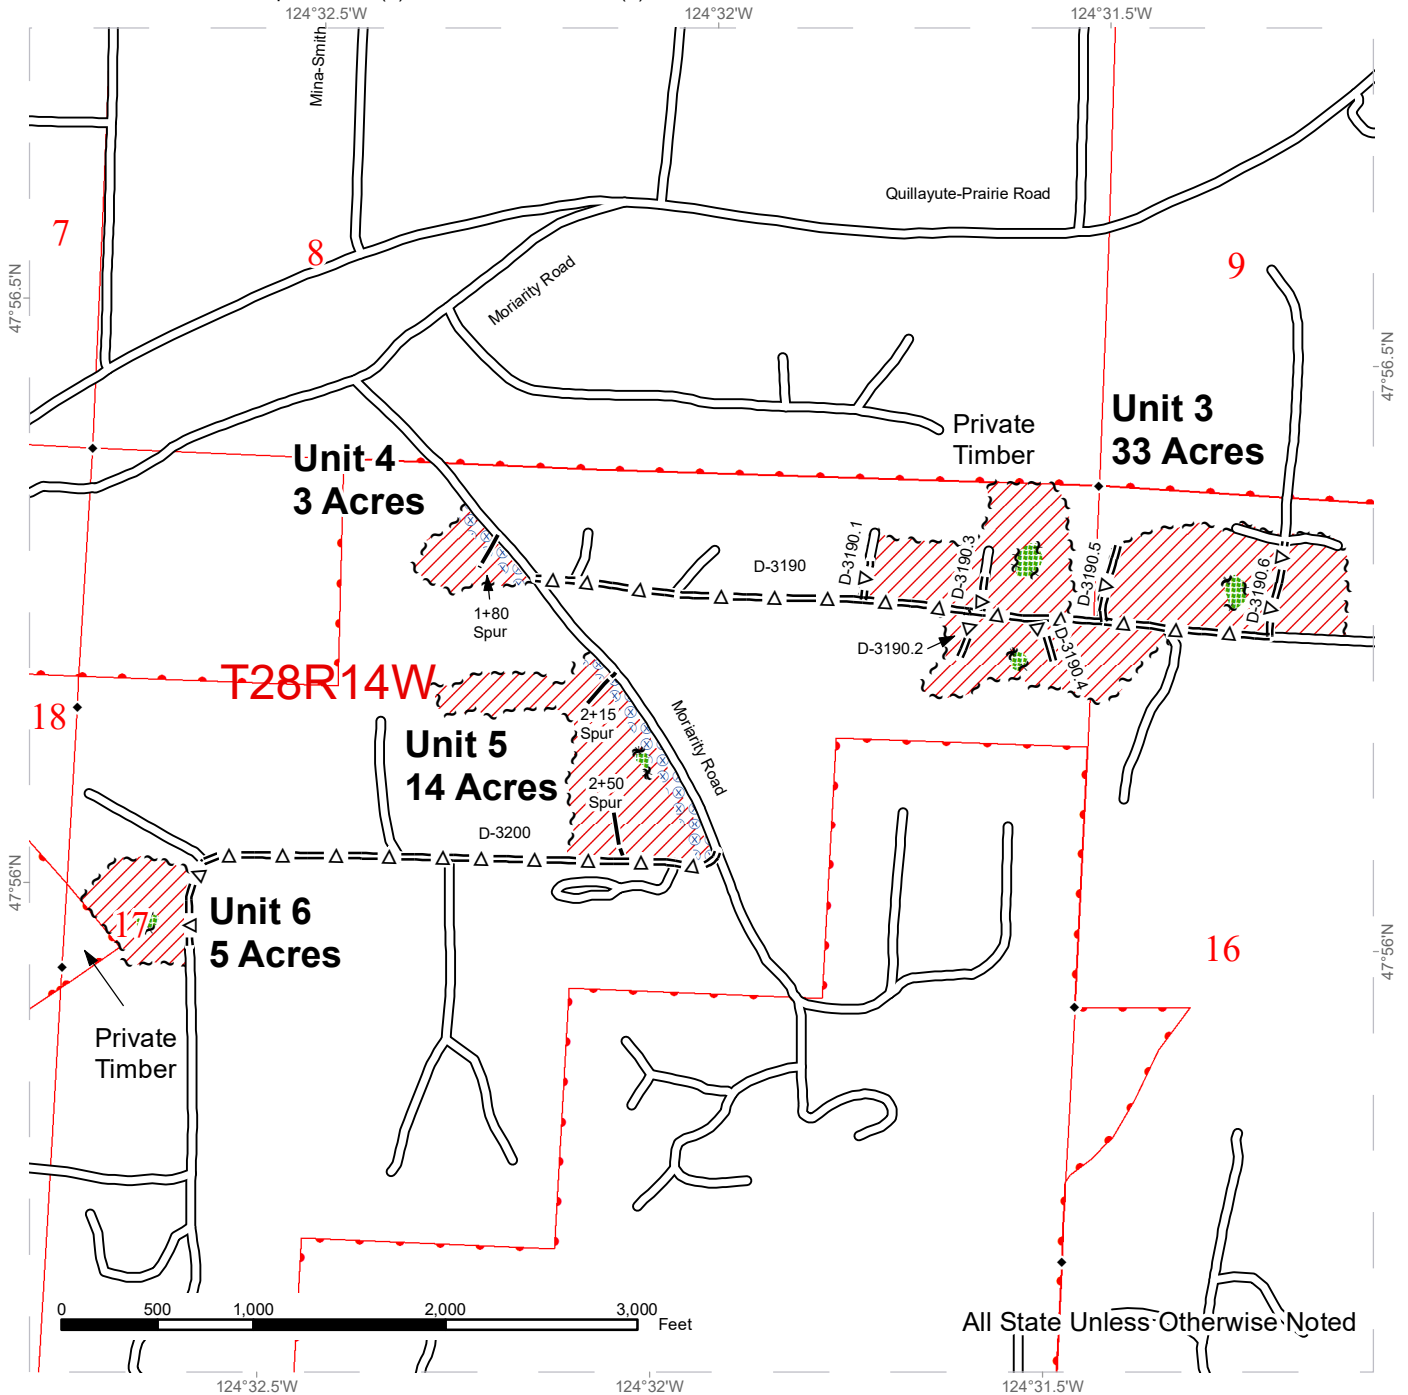 124°32.5'W
124°32'W
124°31.5'W
Mina-Smith
Quillayute-Prairie Road
7
8
9
Moriarity Road
47°56.5'N
47°56.5'N
Private
Timber
Unit 3
33 Acres
Unit 4
3 Acres
D-3190
D-3190.1
D-3190.3
D-3190.5
D-3190.6
1+80
Spur
D-3190.2
D-3190.4
T28R14W
18
2+15
Spur
Moriarity Road
Unit 5
14 Acres
2+50
Spur
D-3200
47°56'N
17
Unit 6
5 Acres
16
47°56'N
Private
Timber
0 500 1,000 2,000 3,000
Feet
All State Unless Otherwise Noted
124°32.5'W
124°32'W
124°31.5'W